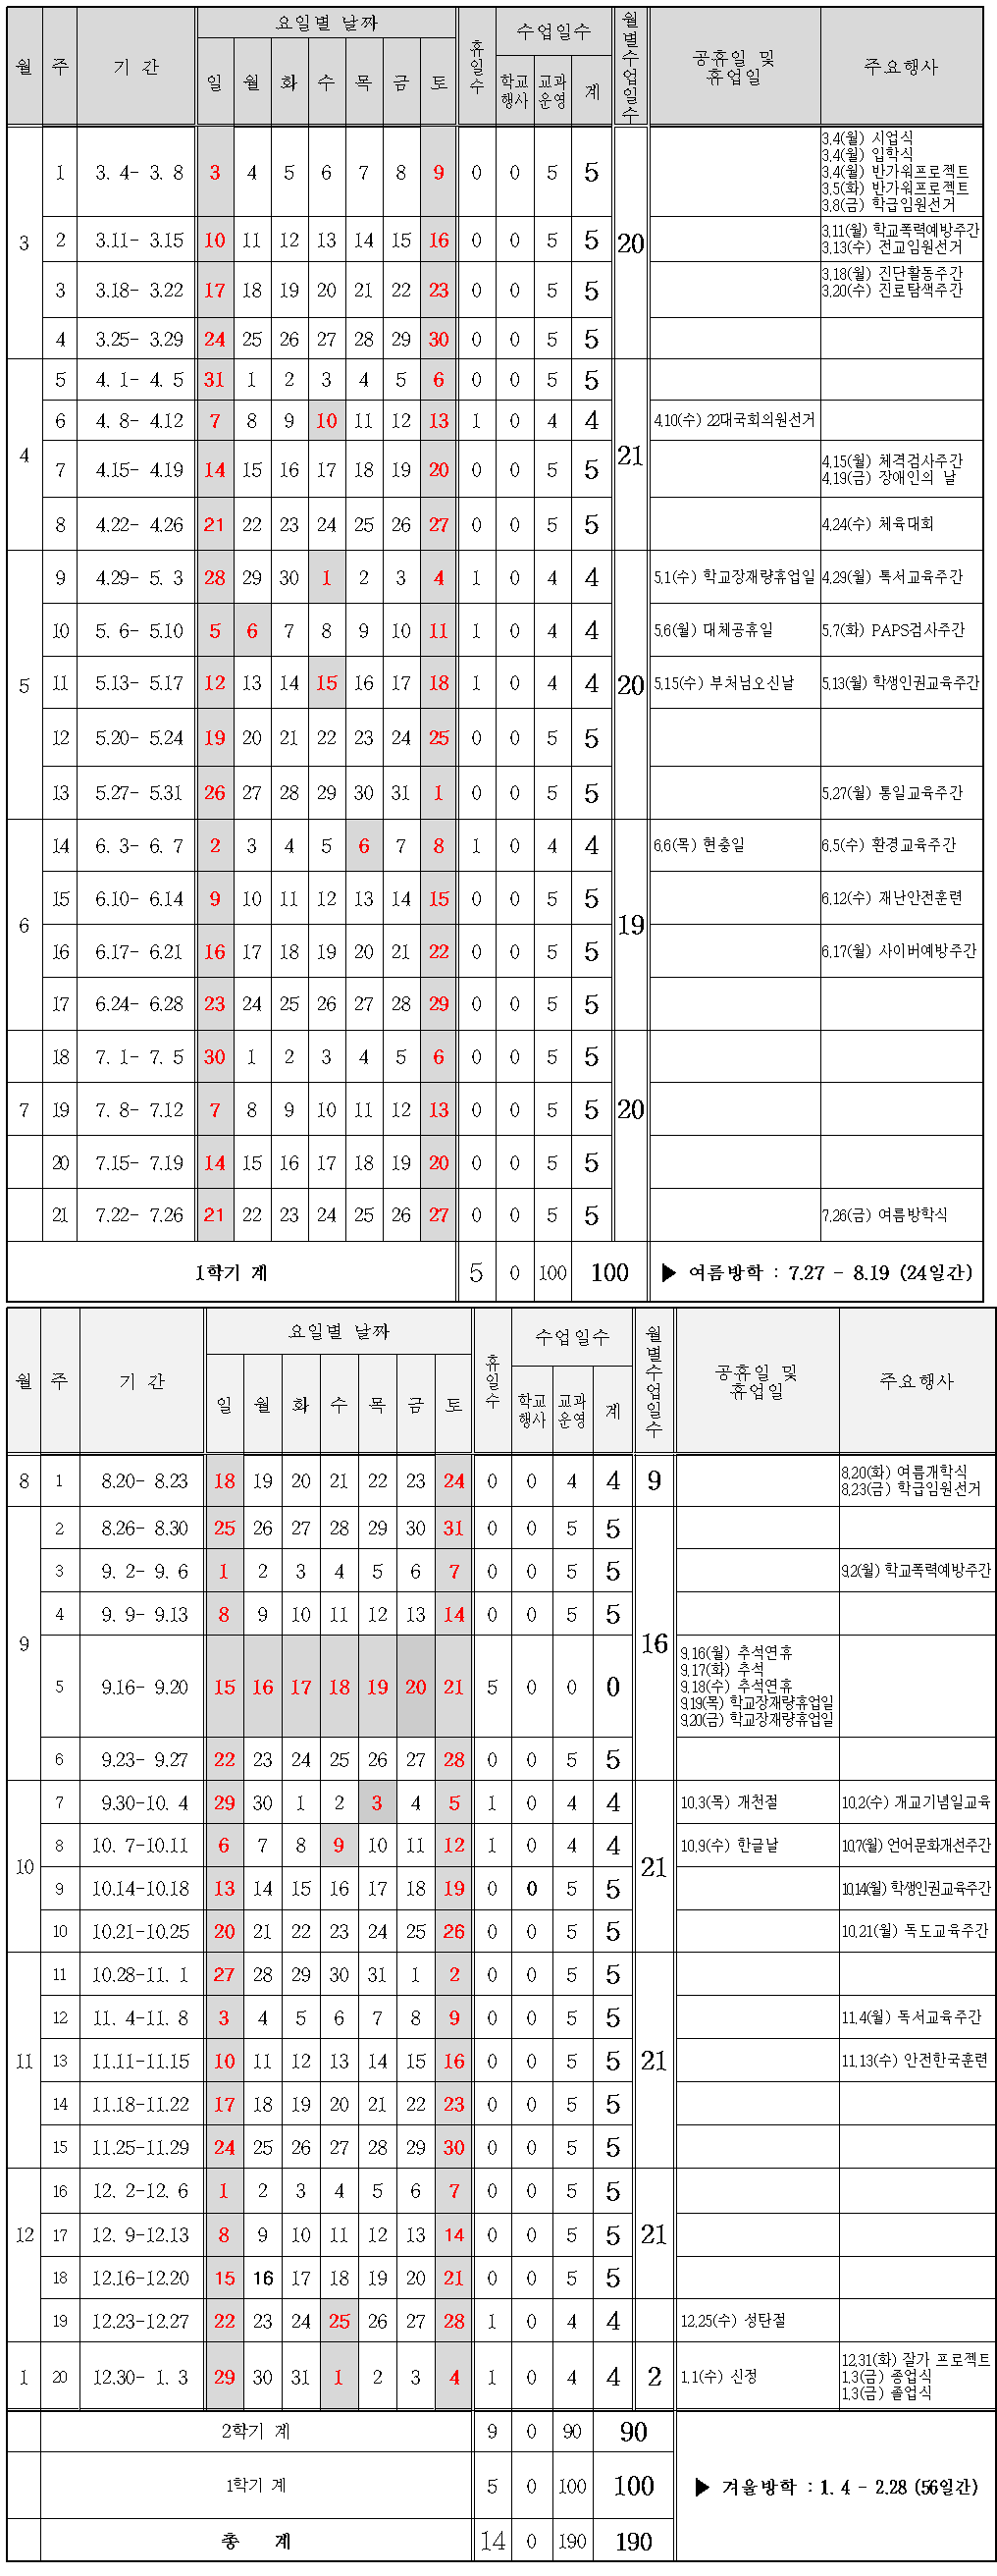 월 주 기 간 요일별 날짜 휴일수 수업일수 월별수업일수 공휴일 및 휴업일 주요행사
일 월 화 수 목 금 토 학교행사 교과운영 계
3 1 3. 4- 3. 8 3 4 5 6 7 8 9 0 0 5 5 20
3.4(월) 시업식
3.4(월) 입학식
3.4(월) 반가워프로젝트
3.5(화) 반가워프로젝트
3.8(금) 학급임원선거
2 3.11- 3.15 10 11 12 13 14 15 16 0 0 5 5
3.11(월) 학교폭력예방주간
3.13(수) 전교임원선거
3 3.18- 3.22 17 18 19 20 21 22 23 0 0 5 5
3.18(월) 진단활동주간
3.20(수) 진로탐색주간
4 3.25- 3.29 24 25 26 27 28 29 30 0 0 5 5
4 5 4. 1- 4. 5 31 1 2 3 4 5 6 0 0 5 5 21
6 4. 8- 4.12 7 8 9 10 11 12 13 1 0 4 4 4.10(수) 22대국회의원선거
7 4.15- 4.19 14 15 16 17 18 19 20 0 0 5 5
4.15(월) 체격검사주간
4.19(금) 장애인의 날
8 4.22- 4.26 21 22 23 24 25 26 27 0 0 5 5 4.24(수) 체육대회
5 9 4.29- 5. 3 28 29 30 1 2 3 4 1 0 4 4 20 5.1(수) 학교장재량휴업일 4.29(월) 독서교육주간
10 5. 6- 5.10 5 6 7 8 9 10 11 1 0 4 4 5.6(월) 대체공휴일 5.7(화) PAPS검사주간
11 5.13- 5.17 12 13 14 15 16 17 18 1 0 4 4 5.15(수) 부처님오신날 5.13(월) 학생인권교육주간
12 5.20- 5.24 19 20 21 22 23 24 25 0 0 5 5
13 5.27- 5.31 26 27 28 29 30 31 1 0 0 5 5 5.27(월) 통일교육주간
6 14 6. 3- 6. 7 2 3 4 5 6 7 8 1 0 4 4 19 6.6(목) 현충일 6.5(수) 환경교육주간
15 6.10- 6.14 9 10 11 12 13 14 15 0 0 5 5 6.12(수) 재난안전훈련
16 6.17- 6.21 16 17 18 19 20 21 22 0 0 5 5 6.17(월) 사이버예방주간
17 6.24- 6.28 23 24 25 26 27 28 29 0 0 5 5
18 7. 1- 7. 5 30 1 2 3 4 5 6 0 0 5 5
7 19 7. 8- 7.12 7 8 9 10 11 12 13 0 0 5 5 20
20 7.15- 7.19 14 15 16 17 18 19 20 0 0 5 5
21 7.22- 7.26 21 22 23 24 25 26 27 0 0 5 5 7.26(금) 여름방학식
1학기 계 5 0 100 100 ▶ 여름방학 : 7.27 - 8.19 (24일간)
월 주 기 간 요일별 날짜 휴일수 수업일수 월별수업일수 공휴일 및 휴업일 주요행사
일 월 화 수 목 금 토 학교행사 교과운영 계
8 1 8.20- 8.23 18 19 20 21 22 23 24 0 0 4 4 9
8.20(화) 여름개학식
8.23(금) 학급임원선거
9 2 8.26- 8.30 25 26 27 28 29 30 31 0 0 5 5 16
3 9. 2- 9. 6 1 2 3 4 5 6 7 0 0 5 5 9.2(월) 학교폭력예방주간
4 9. 9- 9.13 8 9 10 11 12 13 14 0 0 5 5
5 9.16- 9.20 15 16 17 18 19 20 21 5 0 0 0
9.16(월) 추석연휴
9.17(화) 추석
9.18(수) 추석연휴
9.19(목) 학교장재량휴업일
9.20(금) 학교장재량휴업일
6 9.23- 9.27 22 23 24 25 26 27 28 0 0 5 5
10 7 9.30-10. 4 29 30 1 2 3 4 5 1 0 4 4 21 10.3(목) 개천절 10.2(수) 개교기념일교육
8 10. 7-10.11 6 7 8 9 10 11 12 1 0 4 4 10.9(수) 한글날 10.7(월) 언어문화개선주간
9 10.14-10.18 13 14 15 16 17 18 19 0 0 5 5 10.14(월) 학생인권교육주간
10 10.21-10.25 20 21 22 23 24 25 26 0 0 5 5 10.21(월) 독도교육주간
11 11 10.28-11. 1 27 28 29 30 31 1 2 0 0 5 5 21
12 11. 4-11. 8 3 4 5 6 7 8 9 0 0 5 5 11.4(월) 독서교육주간
13 11.11-11.15 10 11 12 13 14 15 16 0 0 5 5 11.13(수) 안전한국훈련
14 11.18-11.22 17 18 19 20 21 22 23 0 0 5 5
15 11.25-11.29 24 25 26 27 28 29 30 0 0 5 5
12 16 12. 2-12. 6 1 2 3 4 5 6 7 0 0 5 5 21
17 12. 9-12.13 8 9 10 11 12 13 14 0 0 5 5
18 12.16-12.20 15 16 17 18 19 20 21 0 0 5 5
19 12.23-12.27 22 23 24 25 26 27 28 1 0 4 4 12.25(수) 성탄절
1 20 12.30- 1. 3 29 30 31 1 2 3 4 1 0 4 4 2 1.1(수) 신정
12.31(화) 잘가 프로젝트
1.3(금) 종업식
1.3(금) 졸업식
2학기 계 9 0 90 90
1학기 계 5 0 100 100 ▶ 겨울방학 : 1. 4 - 2.28 (56일간)
총 계 14 0 190 190